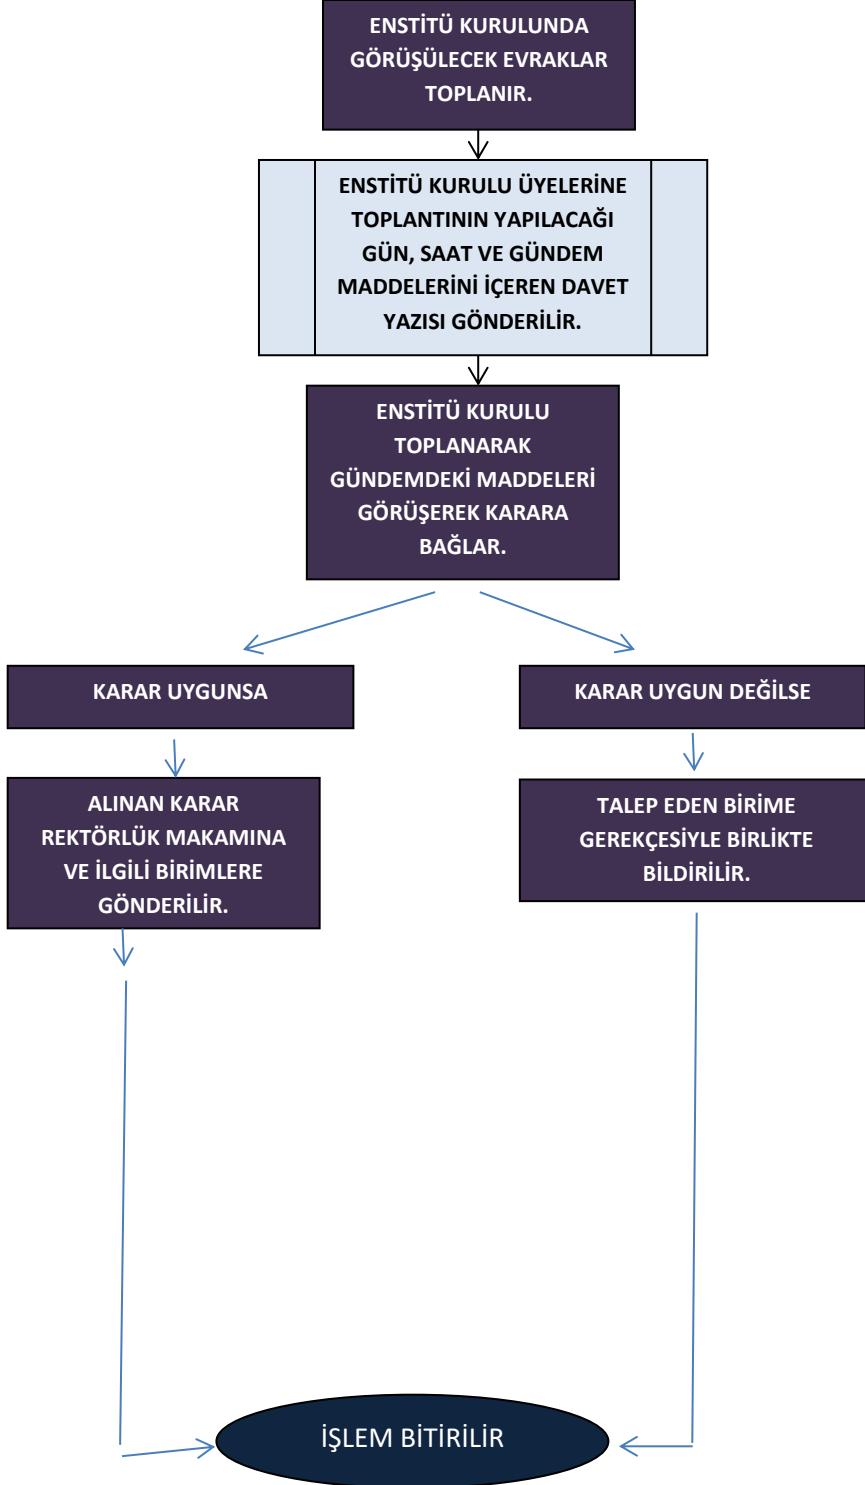 ENSTİTÜ KURULUNDA
GÖRÜŞÜLECEK EVRAKLAR
TOPLANIR.
ENSTİTÜ KURULU ÜYELERİNE
TOPLANTININ YAPILACAĞI
GÜN, SAAT VE GÜNDEM
MADDELERİNİ İÇEREN DAVET
YAZISI GÖNDERİLİR.
ENSTİTÜ KURULU
TOPLANARAK
GÜNDEMDEKİ MADDELERİ
GÖRÜŞEREK KARARA
BAĞLAR.
KARAR UYGUNSA
KARAR UYGUN DEĞİLSE
ALINAN KARAR
REKTÖRLÜK MAKAMINA
VE İLGİLİ BİRİMLERE
GÖNDERİLİR.
TALEP EDEN BİRİME
GEREKÇESİYLE BİRLİKTE
BİLDİRİLİR.
İŞLEM BİTİRİLİR